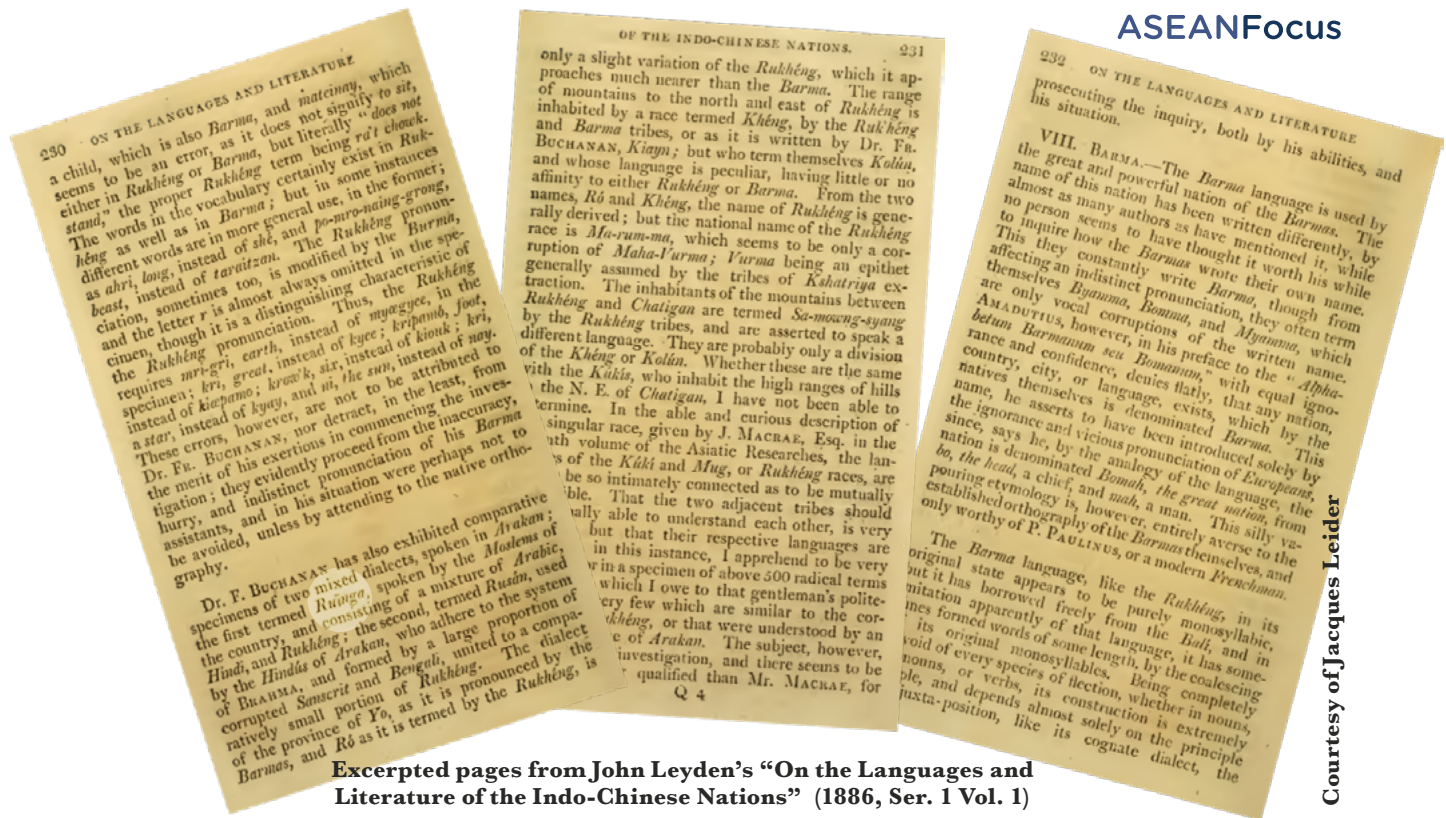 ASEANFocus
230 ON THE LANGUAGES AND LITERATURE
a child, which is also Barma, and mateinay, which
seems to be an error, as it does not signify to sit,
either in Rukhéng or Barma, but literally "does not
stand," the proper Rukhéng term being ra't chowk.
The words in the vocabulary certainly exist in Ruk-
héng as well as in Barma; but in some instances
different words are in more general use, in the former;
as ahri, long, instead of shé, and po-mro-naing-grong,
beast, instead of taraitzan. The Rukhéng pronun-
ciation, sometimes too, is modified by the Burma,
and the letter r is almost always omitted in the spe-
cimen, though it is a distinguishing characteristic of
the Rukhéng pronunciation. Thus, the Rukhéng
requires mri-gri, earth, instead of myægyee, in the
specimen; kri, great, instead of kyee; kripamb, foot,
instead of kiæpamo; krow'k, six, instead of kiouk; kri,
a star, instead of kyay, and ni, the sun, instead of nay.
These errors, however, are not to be attributed to
Dr. FR. BUCHANAN, nor detract, in the least, from
the merit of his exertions in commencing the inves-
tigation; they evidently proceed from the inaccuracy,
hurry, and indistinct pronunciation of his Barma
assistants, and in his situation were perhaps not to
be avoided, unless by attending to the native ortho-
graphy.
Dr. F. BUCHANAN has also exhibited comparative
specimens of two mixed dialects, spoken in Arakan;
the first termed Ruinga, spoken by the Moslems of
the country, and consisting of a mixture of Arabic,
Hindi, and Rukhéng; the second, termed Rusán, used
by the Hindús of Arakan, who adhere to the system
of BRAHMA, and formed by a large proportion of
corrupted Sanscrit and Bengali, united to a compa-
ratively small portion of Rukhéng. The dialect
of the province of Yo, as it is pronounced by the
Barmas, and Ró as it is termed by the Rukhéng, is
OF THE INDO-CHINESE NATIONS. 231
only a slight variation of the Rukhéng, which it ap-
proaches much nearer than the Barma. The range
of mountains to the north and east of Rukhéng is
inhabited by a race termed Khéng, by the Rukhéng
and Barma tribes, or as it is written by Dr. FR.
BUCHANAN, Kiayn; but who term themselves Kolún,
and whose language is peculiar, having little or no
affinity to either Rukhéng or Barma. From the two
names, Ró and Khéng, the name of Rukhéng is gene-
rally derived; but the national name of the Rukhéng
race is Ma-rum-ma, which seems to be only a cor-
ruption of Maha-Vurma; Vurma being an epithet
generally assumed by the tribes of Kshatriya ex-
traction. The inhabitants of the mountains between
Rukhéng and Chatigan are termed Sa-mowng-syang
by the Rukhéng tribes, and are asserted to speak a
different language. They are probably only a division
of the Khéng or Kolún. Whether these are the same
with the Kúkís, who inhabit the high ranges of hills
the N. E. of Chatigan, I have not been able to
termine. In the able and curious description of
singular race, given by J. MACRAE, Esq. in the
nth volume of the Asiatic Researches, the lan-
s of the Kúkí and Mug, or Rukhéng races, are
be so intimately connected as to be mutually
ible. That the two adjacent tribes should
ally able to understand each other, is very
but that their respective languages are
in this instance, I apprehend to be very
or in a specimen of above 500 radical terms
which I owe to that gentleman's polite-
ery few which are similar to the cor-
ukhéng, or that were understood by an
e of Arakan. The subject, however,
investigation, and there seems to be
qualified than Mr. MACRAE, for
Q 4
232 ON THE LANGUAGES AND LITERATURE
prosecuting the inquiry, both by his abilities, and
his situation.
VIII. BARMA.—The Barma language is used by
the great and powerful nation of the Barmas. The
name of this nation has been written differently, by
almost as many authors as have mentioned it, while
no person seems to have thought it worth his while
to inquire how the Barmas wrote their own name.
This they constantly write Barma, though from
affecting an indistinct pronunciation, they often term
themselves Byamma, Bomma, and Myamma, which
are only vocal corruptions of the written name.
AMADUTIUS, however, in his preface to the "Alpha-
betum Barmanum seu Bomamum," with equal igno-
rance and confidence, denies flatly, that any nation,
country, city, or language, exists, which by the
natives themselves is denominated Barma. This
name, he asserts to have been introduced solely by
the ignorance and vicious pronunciation of Europeans,
since, says he, by the analogy of the language, the
nation is denominated Bomah, the great nation, from
bo, the head, a chief, and mah, a man. This silly va-
pouring etymology is, however, entirely averse to the
established orthography of the Barmas themselves, and
only worthy of P. PAULINUS, or a modern Frenchman.
The Barma language, like the Rukhéng, in its
original state appears to be purely monosyllabic,
but it has borrowed freely from the Bali, and in
mitation apparently of that language, it has some-
nes formed words of some length, by the coalescing
its original monosyllables. Being completely
void of every species of flection, whether in nouns,
nouns, or verbs, its construction is extremely
ple, and depends almost solely on the principle
juxta-position, like its cognate dialect, the
Courtesy of Jacques Leider
Excerpted pages from John Leyden's "On the Languages and
Literature of the Indo-Chinese Nations" (1886, Ser. 1 Vol. 1)